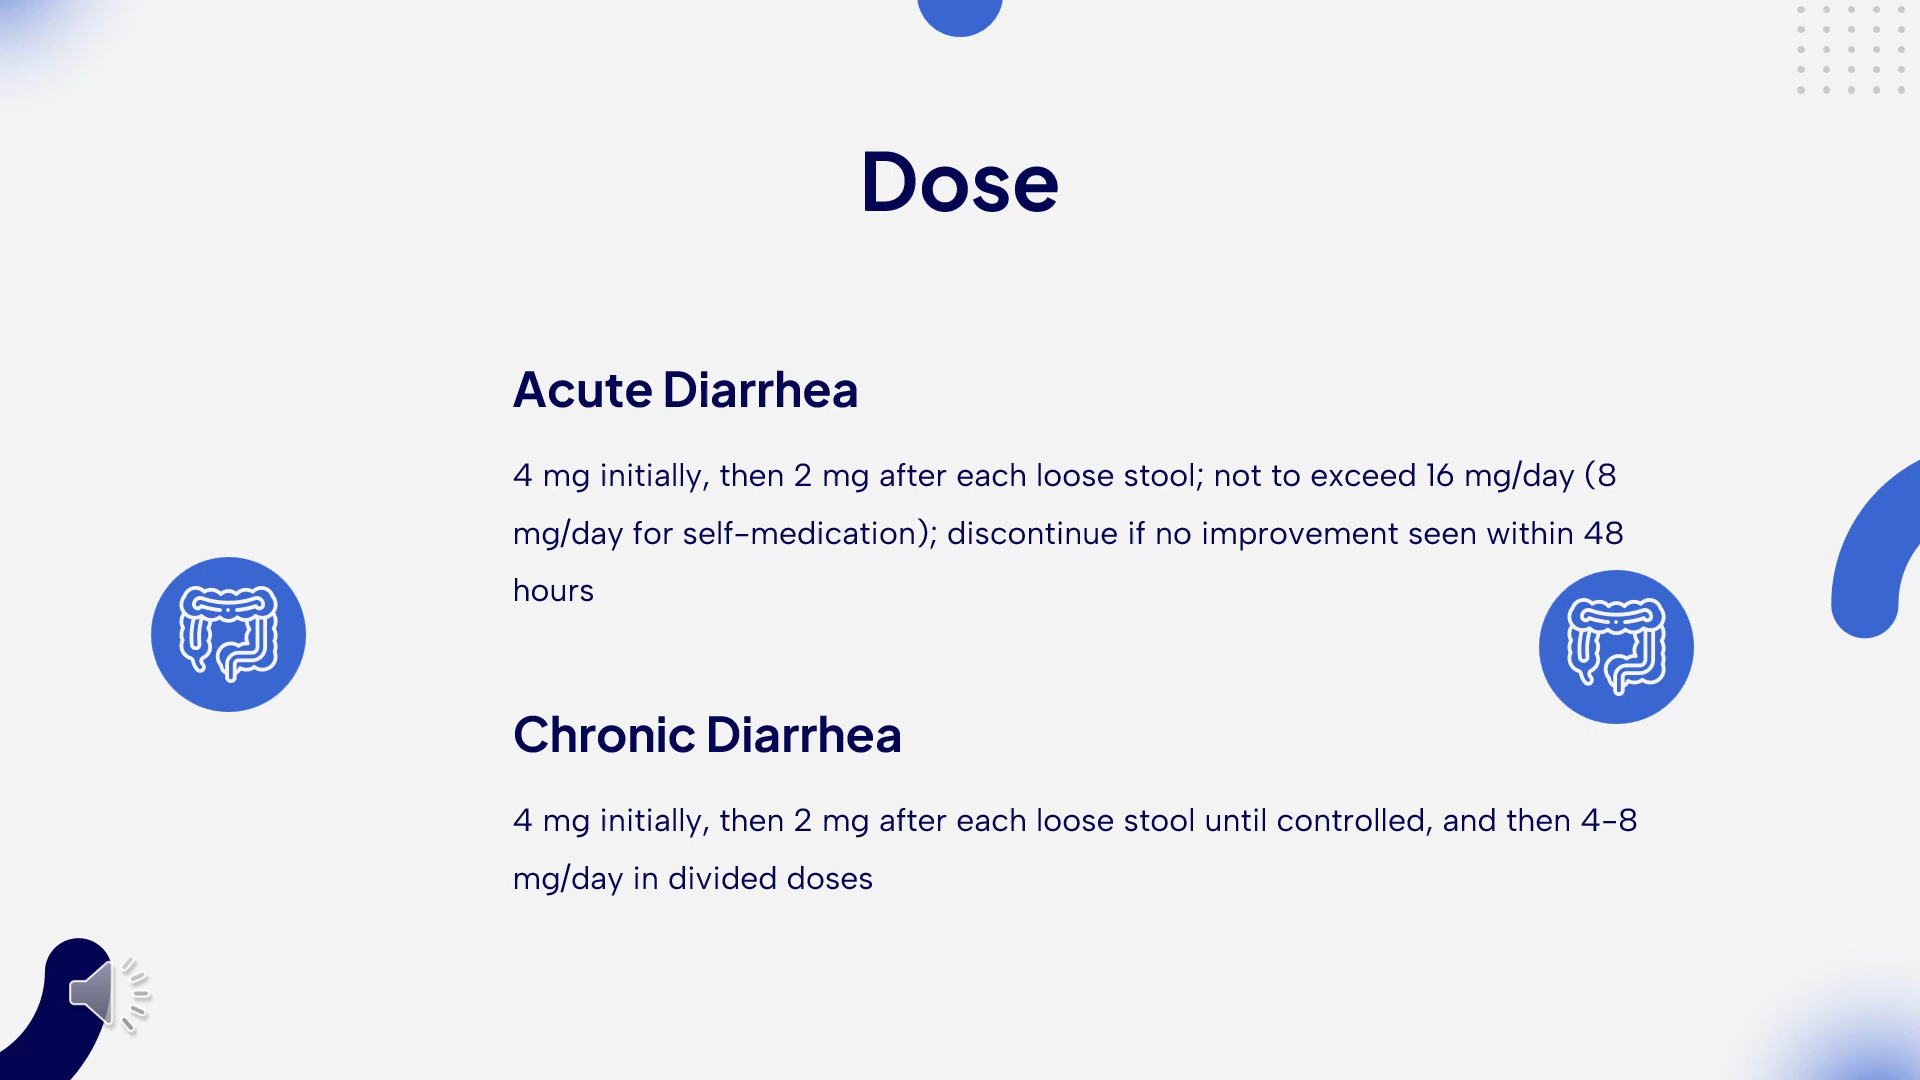 Dose
Acute Diarrhea
4 mg initially, then 2 mg after each loose stool; not to exceed 16 mg/day (8
mg/day for self-medication); discontinue if no improvement seen within 48
hours
Chronic Diarrhea
4 mg initially, then 2 mg after each loose stool until controlled, and then 4-8
mg/day in divided doses